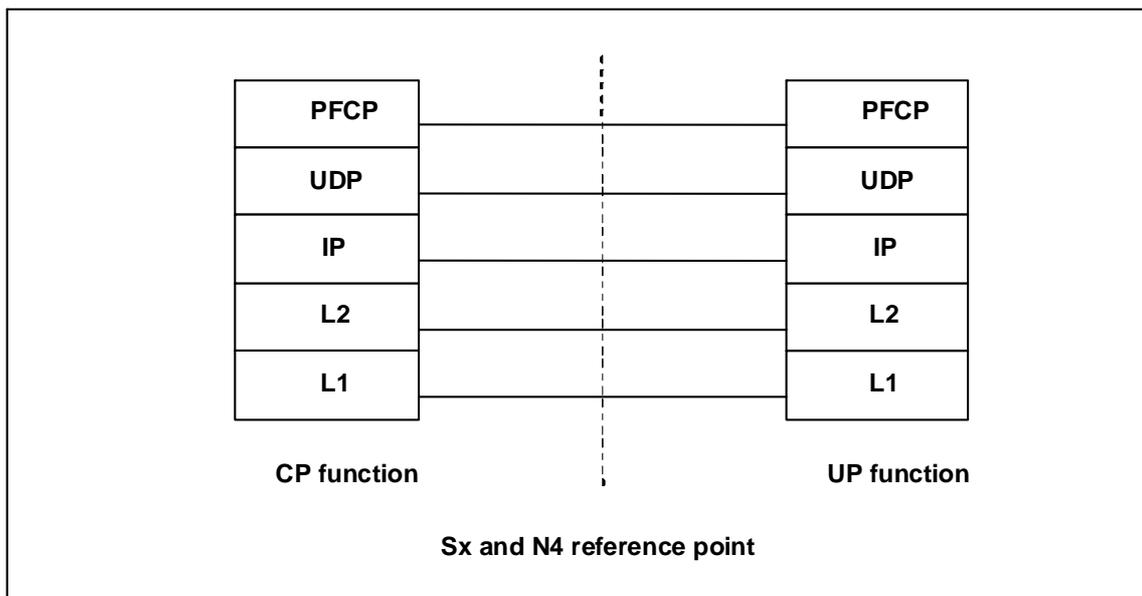 PFCP PFCP
UDP UDP
IP IP
L2 L2
L1 L1
CP function UP function
Sx and N4 reference point